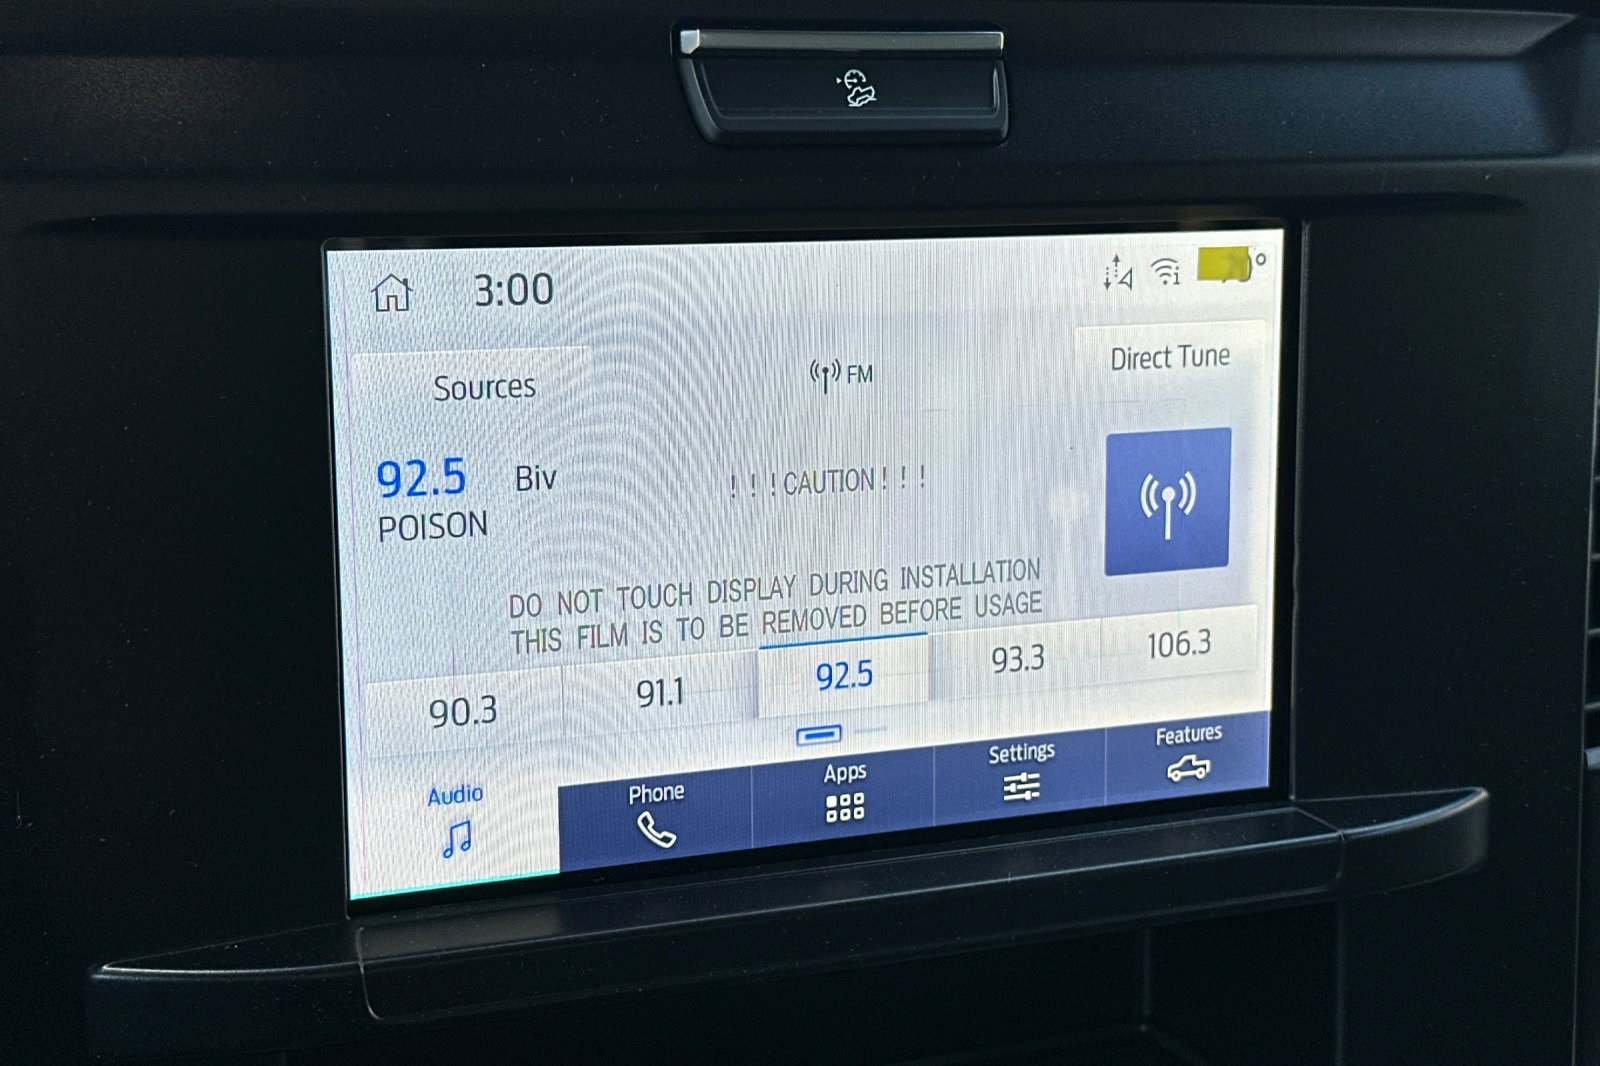 3:00
Sources
FM
Direct Tune
92.5 Biv
POISON
! ! ! CAUTION ! ! !
DO NOT TOUCH DISPLAY DURING INSTALLATION
THIS FILM IS TO BE REMOVED BEFORE USAGE
90.3 91.1 92.5 93.3 106.3
Audio Phone Apps Settings Features